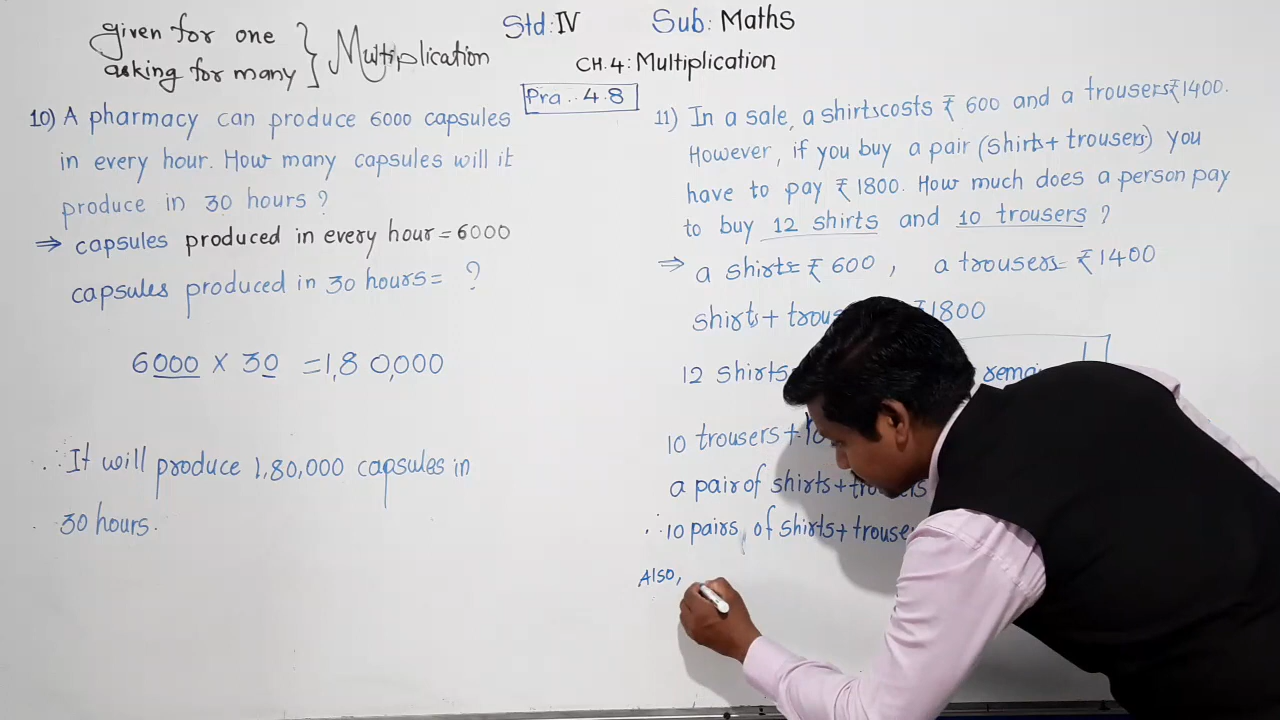 given for one
asking for many } Multiplication
Std: IV Sub: Maths
CH.4: Multiplication
Pra.. 4.8
10) A pharmacy can produce 6000 capsules
in every hour. How many capsules will it
produce in 30 hours ?
⇒ capsules produced in every hour = 6000
capsules produced in 30 hours = ?
6000 × 30 = 1,8 0,000
∴ It will produce 1,80,000 capsules in
30 hours.
11) In a sale, a shirts costs ₹ 600 and a trousers ₹1400.
However, if you buy a pair (shirts + trousers) you
have to pay ₹ 1800. How much does a person pay
to buy 12 shirts and 10 trousers ?
⇒ a shirts = ₹ 600 , a trousers = ₹1400
shirts + ₹1800
12 shirts
10 trousers + 10
a pair of shirts + trousers
∴ 10 pairs of shirts +
Also,